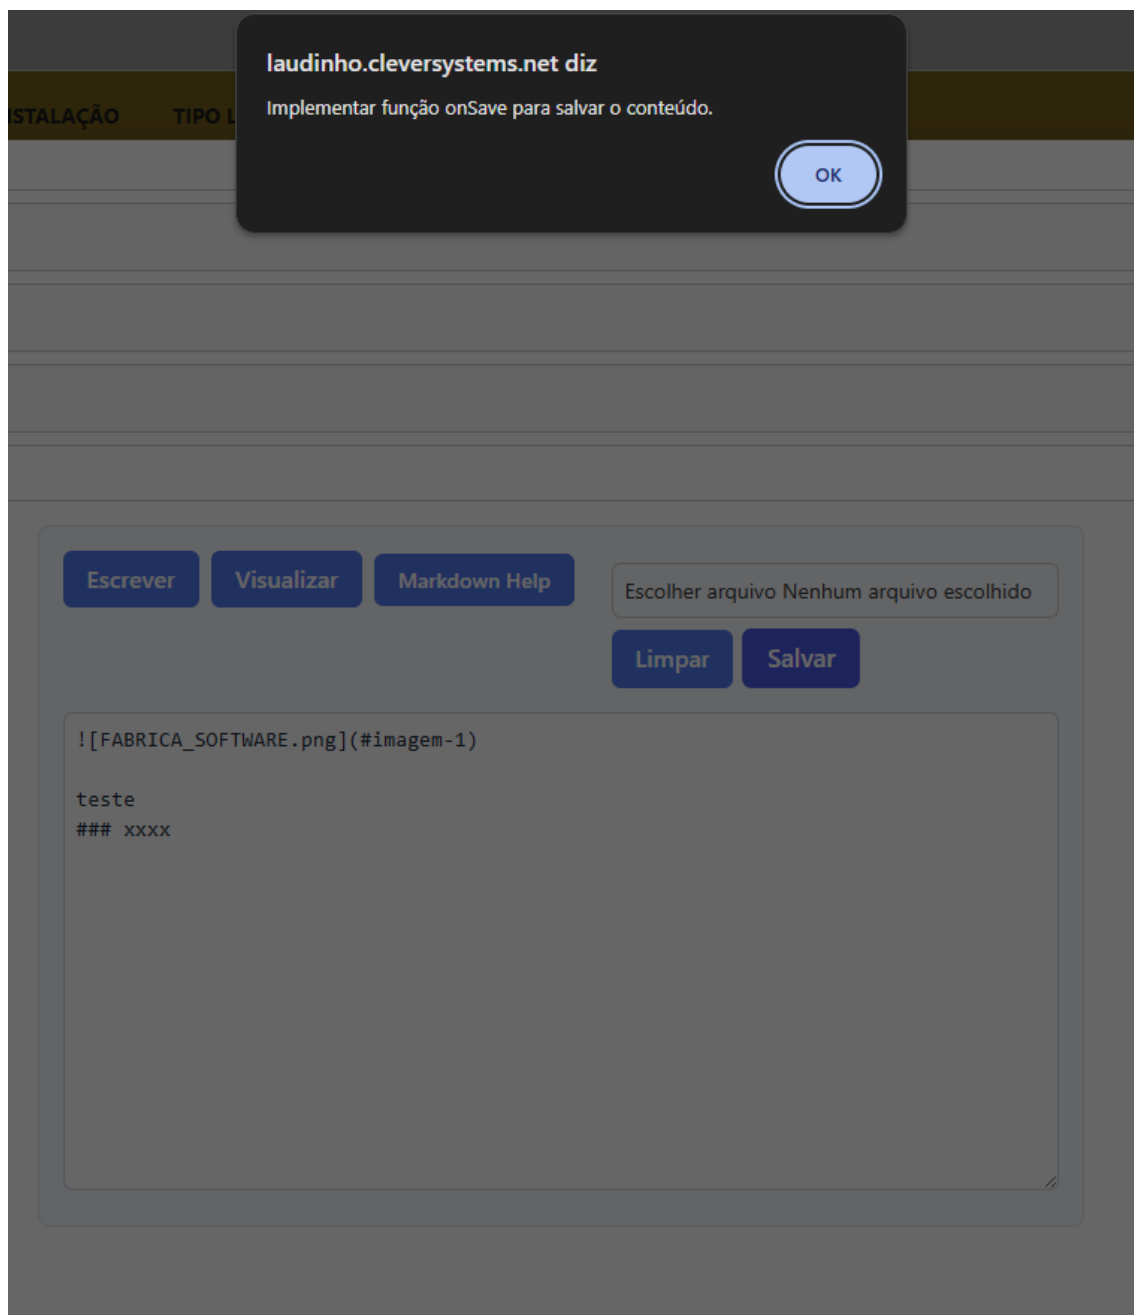 laudinho.cleversystems.net diz
Implementar função onSave para salvar o conteúdo.
OK
STALAÇÃO TIPO L
Escrever Visualizar Markdown Help
Escolher arquivo Nenhum arquivo escolhido
Limpar Salvar
![FABRICA_SOFTWARE.png](#imagem-1)
teste
### xxxx